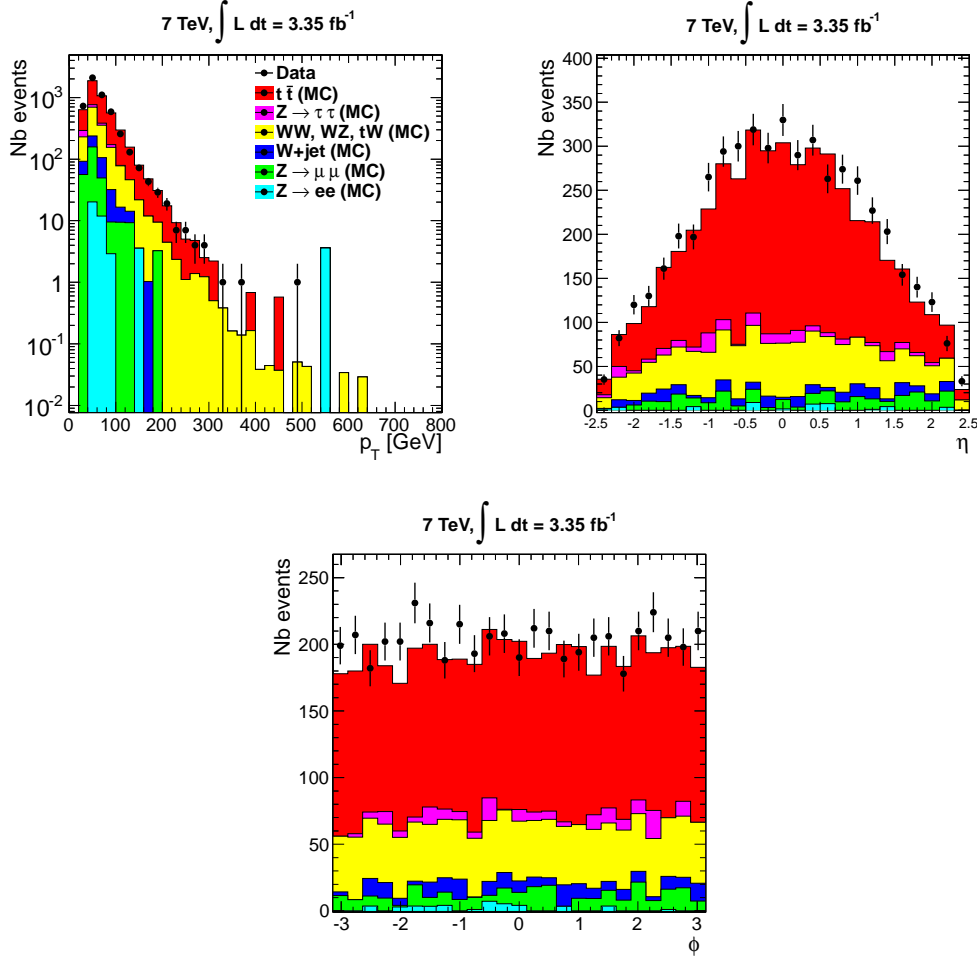 7 TeV, ∫ L dt = 3.35 fb⁻¹
Nb events
10³
10²
10
1
10⁻¹
10⁻²
0 100 200 300 400 500 600 700 800
p_T [GeV]
Data
t t̄ (MC)
Z → τ τ (MC)
WW, WZ, tW (MC)
W+jet (MC)
Z → μ μ (MC)
Z → ee (MC)
7 TeV, ∫ L dt = 3.35 fb⁻¹
Nb events
400
350
300
250
200
150
100
50
0
-2.5 -2 -1.5 -1 -0.5 0 0.5 1 1.5 2 2.5
η
7 TeV, ∫ L dt = 3.35 fb⁻¹
Nb events
250
200
150
100
50
0
-3 -2 -1 0 1 2 3
ϕ